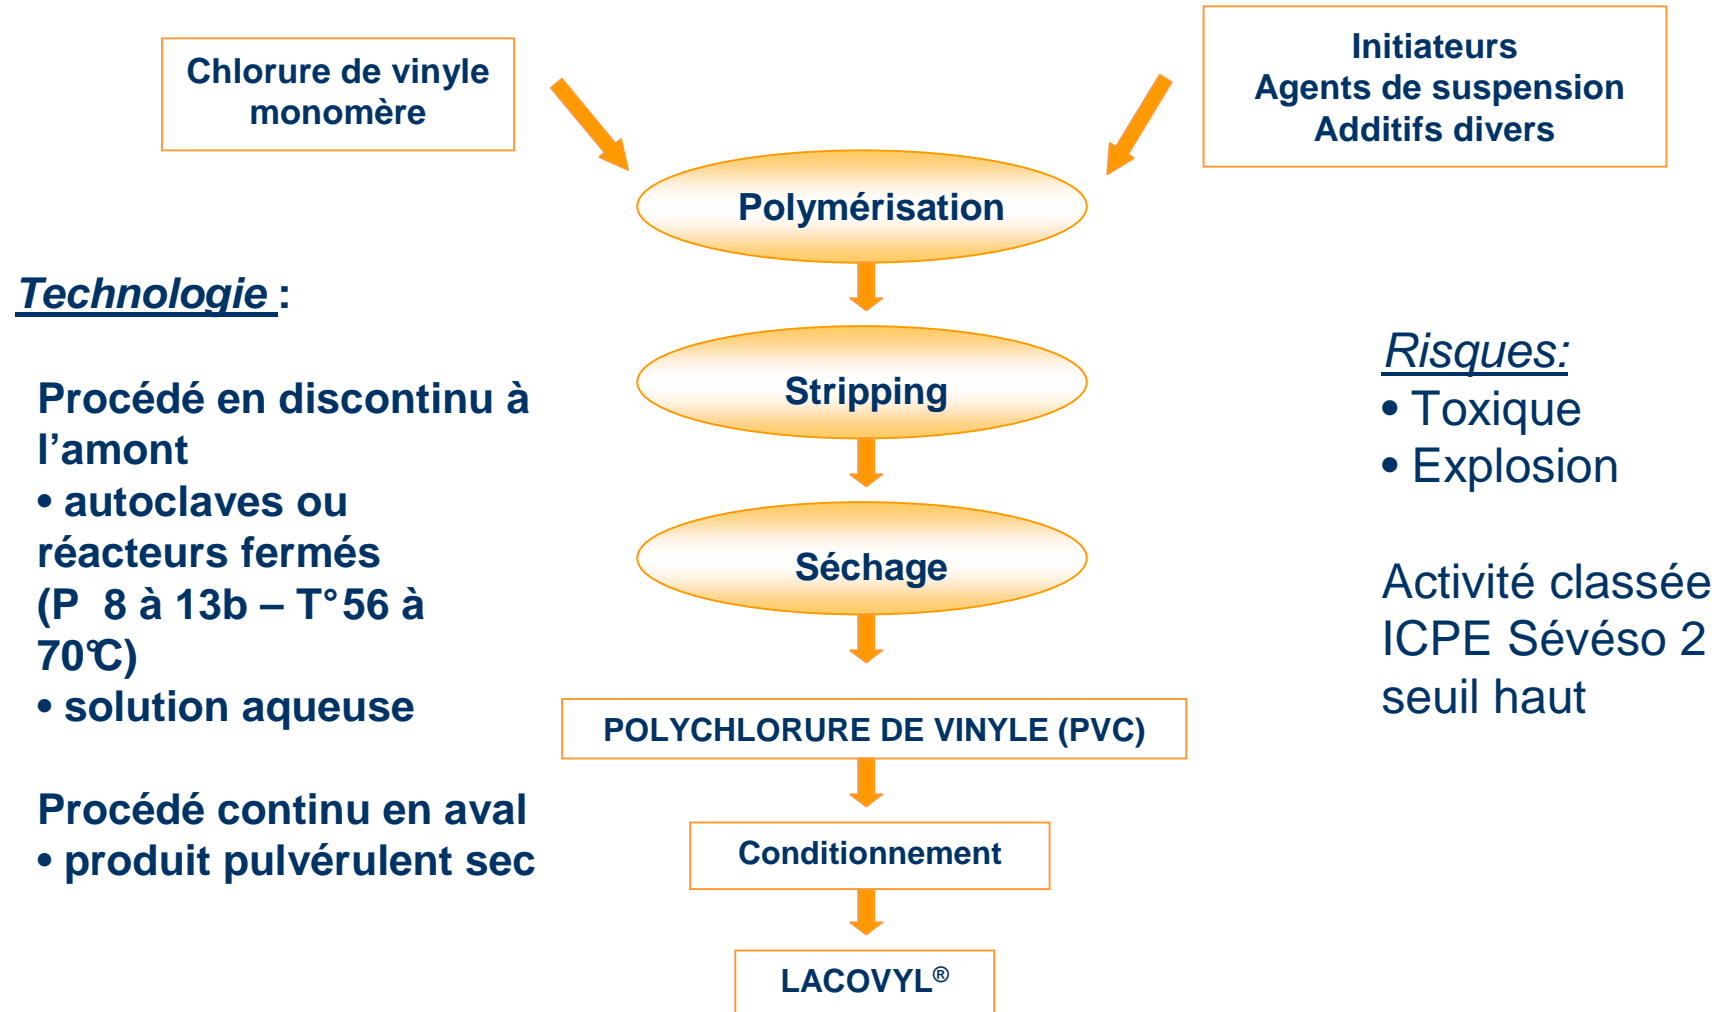 Chlorure de vinyle
monomère
Initiateurs
Agents de suspension
Additifs divers
Polymérisation
Technologie :
Procédé en discontinu à
l’amont
• autoclaves ou
réacteurs fermés
(P 8 à 13b – T°56 à
70°C)
• solution aqueuse
Procédé continu en aval
• produit pulvérulent sec
Stripping
Séchage
POLYCHLORURE DE VINYLE (PVC)
Conditionnement
LACOVYL®
Risques:
• Toxique
• Explosion
Activité classée
ICPE Sévéso 2
seuil haut